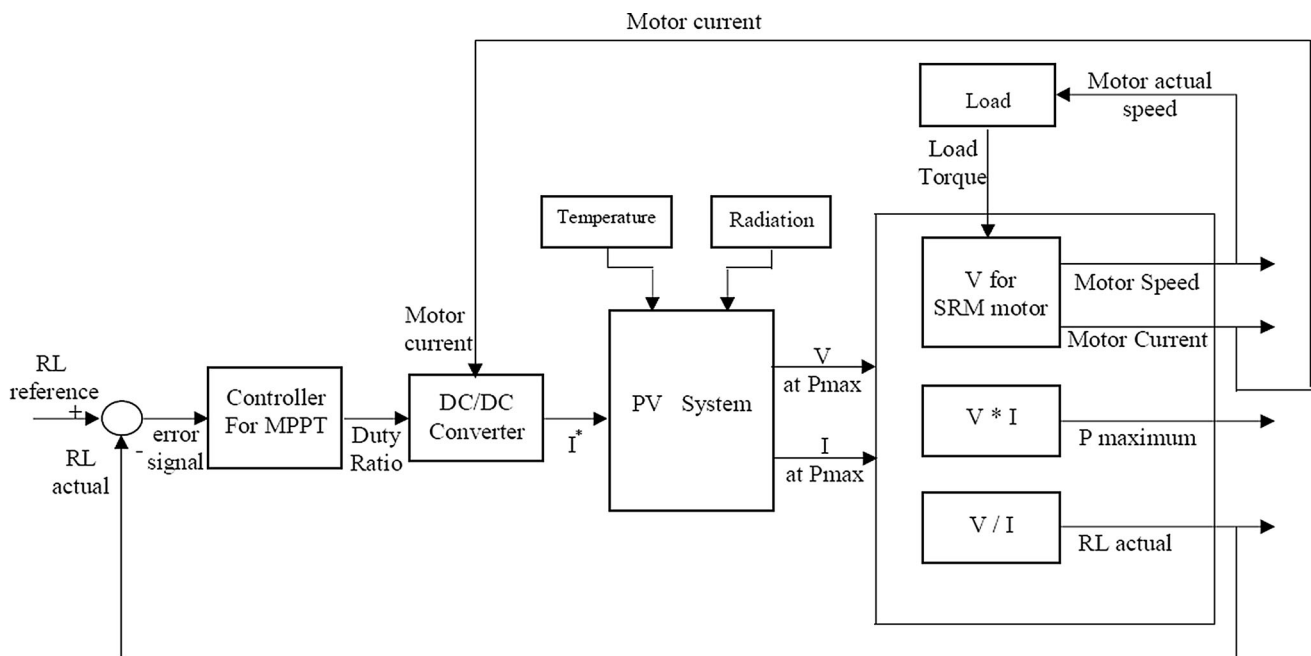 Motor current
Load
Motor actual
speed
Load
Torque
Temperature
Radiation
V for
SRM motor
Motor Speed
Motor Current
Motor
current
V
at Pmax
RL
reference
+
-
RL
actual
error
signal
Controller
For MPPT
Duty
Ratio
DC/DC
Converter
I*
PV System
I
at Pmax
V * I
P maximum
V / I
RL actual